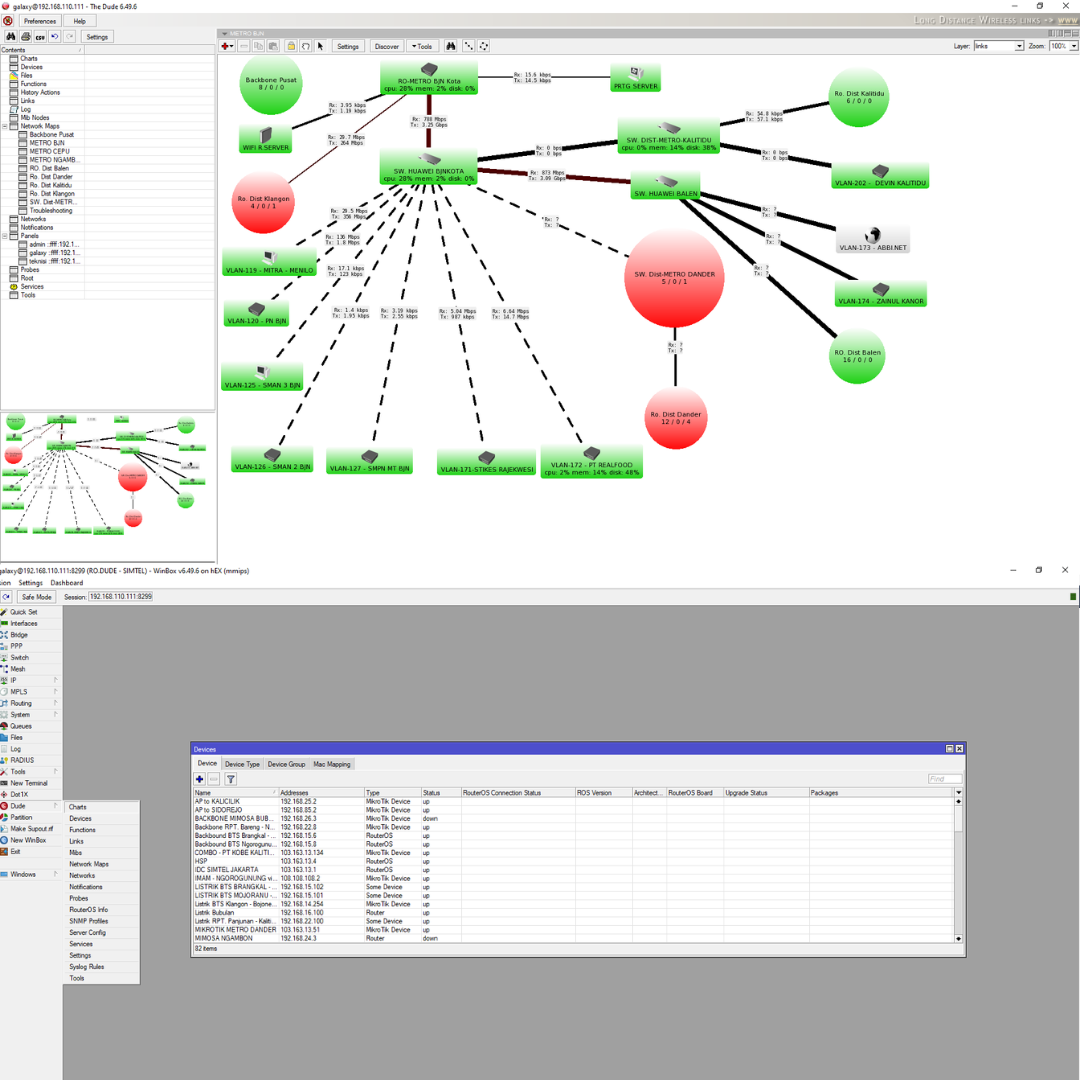 galaxy@192.168.110.111 - The Dude 6.49.6
Preferences Help
LONG DISTANCE WIRELESS LINKS -> www
CSV Settings
METRO BJN
Settings Discover Tools Layer: links Zoom: 100%
Contents
Charts
Devices
Files
Functions
History Actions
Links
Log
Mib Nodes
Network Maps
Backbone Pusat
METRO BJN
METRO CEPU
METRO NGAMB...
RO. Dist Balen
Ro. Dist Dander
Ro. Dist Kalitidu
Ro. Dist Klangon
SW. Dist-METR...
Troubleshooting
Networks
Notifications
Panels
admin ::ffff:192.1...
galaxy ::ffff:192.1...
teknisi ::ffff:192.1...
Probes
Root
Services
Tools
Backbone Pusat
8 / 0 / 0
RO-METRO BJN Kota
cpu: 28% mem: 2% disk: 0%
Rx: 15.6 kbps
Tx: 14.5 kbps
PRTG SERVER
Ro. Dist Kalitidu
6 / 0 / 0
Rx: 3.95 kbps
Tx: 1.19 kbps
Rx: 788 Mbps
Tx: 3.25 Gbps
Rx: 54.8 kbps
Tx: 57.1 kbps
WIFI R.SERVER
Rx: 29.7 Mbps
Tx: 264 Mbps
SW. DIST-METRO-KALITIDU
cpu: 0% mem: 14% disk: 38%
Rx: 0 bps
Tx: 0 bps
Rx: 0 bps
Tx: 0 bps
SW. HUAWEI BJNKOTA
cpu: 28% mem: 2% disk: 0%
Rx: 873 Mbps
Tx: 3.09 Gbps
VLAN-202 - DEVIN KALITIDU
SW. HUAWEI BALEN
Ro. Dist Klangon
4 / 0 / 1
Rx: ?
Tx: ?
Rx: ?
Tx: ?
Rx: ?
Tx: ?
VLAN-173 - ABBI.NET
Rx: 136 Mbps
Tx: 1.8 Mbps
VLAN-119 - MITRA - MENILO
Rx: 17.1 kbps
Tx: 123 kbps
Rx: ?
Tx: ?
SW. Dist-METRO DANDER
5 / 0 / 1
VLAN-174 - ZAINUL KANOR
VLAN-120 - PN BJN
Rx: 1.4 kbps
Tx: 1.95 kbps
Rx: 3.19 kbps
Tx: 2.55 kbps
Rx: 5.04 Mbps
Tx: 987 kbps
Rx: 6.64 Mbps
Tx: 14.7 Mbps
Rx: ?
Tx: ?
RO. Dist Balen
16 / 0 / 0
VLAN-125 - SMAN 3 BJN
Ro. Dist Dander
12 / 0 / 4
VLAN-126 - SMAN 2 BJN
VLAN-127 - SMPN MT BJN
VLAN-171-STIKES RAJEKWESI
VLAN-172 - PT REALFOOD
cpu: 2% mem: 14% disk: 48%
galaxy@192.168.110.111:8299 (RO.DUDE - SIMTEL) - WinBox v6.49.6 on hEX (mmips)
sion Settings Dashboard
Safe Mode Session: 192.168.110.111:8299
Quick Set
Interfaces
Bridge
PPP
Switch
Mesh
IP
MPLS
Routing
System
Queues
Files
Log
RADIUS
Tools
New Terminal
Dot1X
Dude
Partition
Make Supout.rif
New WinBox
Exit
Windows
Charts
Devices
Functions
Links
Mibs
Network Maps
Networks
Notifications
Probes
RouterOS Info
SNMP Profiles
Server Config
Services
Settings
Syslog Rules
Tools
Devices
Device Device Type Device Group Mac Mapping
Find
Name Addresses Type Status RouterOS Connection Status ROS Version Architect... RouterOS Board Upgrade Status Packages
AP to KALICILIK 192.168.25.2 MikroTik Device up
AP to SIDOREJO 192.168.85.2 MikroTik Device up
BACKBONE MIMOSA BUB... 192.168.26.3 MikroTik Device down
Backbone RPT. Bareng - N... 192.168.22.8 MikroTik Device up
Backbound BTS Brangkal - ... 192.168.15.6 RouterOS up
Backbound BTS Ngorogunu... 192.168.15.8 RouterOS up
COMBO - PT KOBE KALITI... 103.163.13.134 MikroTik Device up
HSP 103.163.13.4 RouterOS up
IDC SIMTEL JAKARTA 103.163.13.1 RouterOS up
IMAM - NGOROGUNUNG vi... 108.108.108.2 MikroTik Device up
LISTRIK BTS BRANGKAL - ... 192.168.15.102 Some Device up
LISTRIK BTS MOJORANU - ... 192.168.15.101 Some Device up
Listrik BTS Klangon - Bojone... 192.168.14.254 MikroTik Device up
Listrik Bubulan 192.168.16.100 Router up
Listrik RPT. Panjunan - Kaliti... 192.168.22.100 Some Device up
MIKROTIK METRO DANDER 103.163.13.51 MikroTik Device up
MIMOSA NGAMBON 192.168.24.3 Router down
82 items